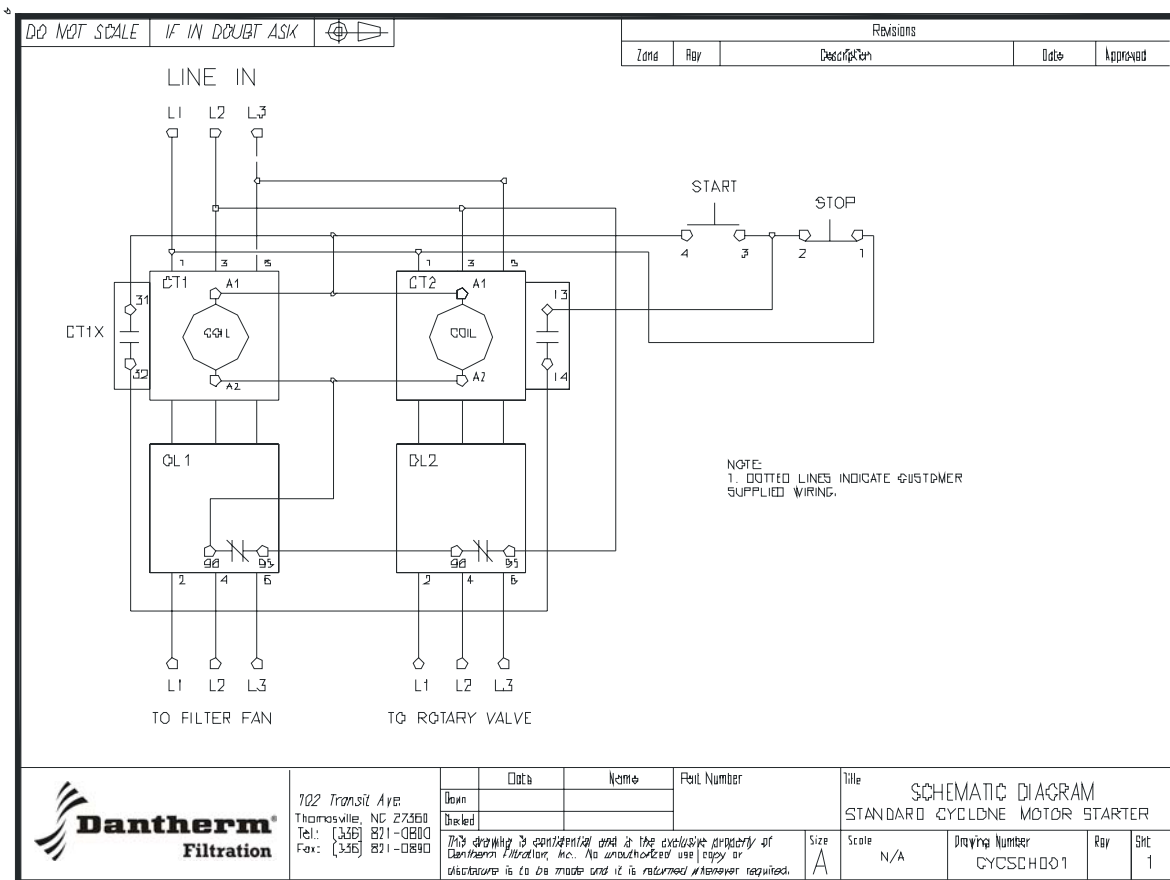 DO NOT SCALE IF IN DOUBT ASK
Revisions
Zone Rev Description Date Approved
LINE IN
L1 L2 L3
START
STOP
4 3 2 1
1 3 5 1 3 5
CT1 A1 CT2 A1
31 13
CT1X COIL COIL
32 A2 A2 14
OL1 OL2
NOTE:
1. DOTTED LINES INDICATE CUSTOMER
SUPPLIED WIRING.
96 95 96 95
2 4 6 2 4 6
L1 L2 L3 L1 L2 L3
TO FILTER FAN TO ROTARY VALVE
Dantherm®
Filtration
102 Transit Ave.
Thomasville, NC 27360
Tel.: (336) 821-0800
Fax: (336) 821-0890
Date Name Part Number
Drawn
Checked
This drawing is confidential and is the exclusive property of
Dantherm Filtration, Inc. No unauthorized use, copy or
disclosure is to be made and it is returned whenever required.
Title
SCHEMATIC DIAGRAM
STANDARD CYCLONE MOTOR STARTER
Size Scale Drawing Number Rev Sht
A N/A CYCSCH001 1